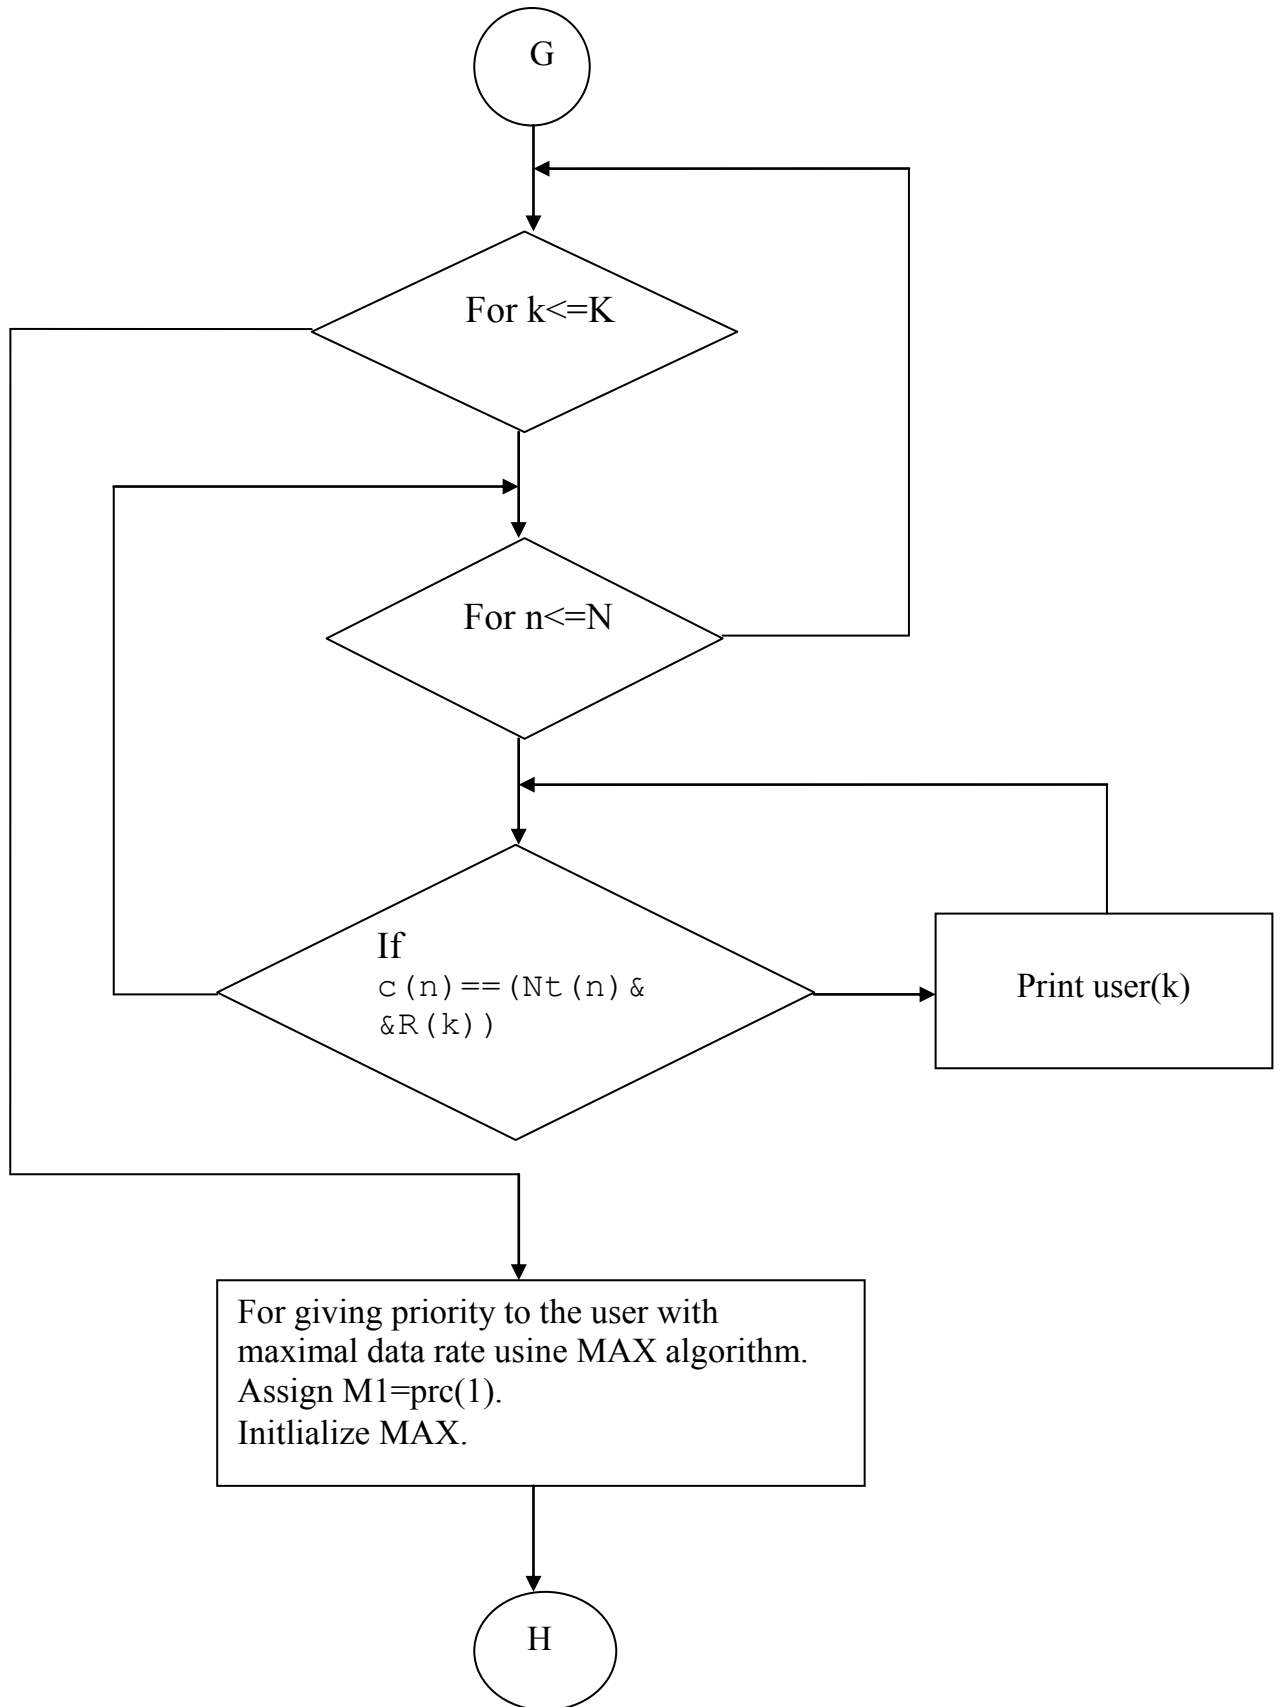 G
For k<=K
For n<=N
If
c(n)==(Nt(n)&
&R(k))
Print user(k)
For giving priority to the user with
maximal data rate usine MAX algorithm.
Assign M1=prc(1).
Initlialize MAX.
H